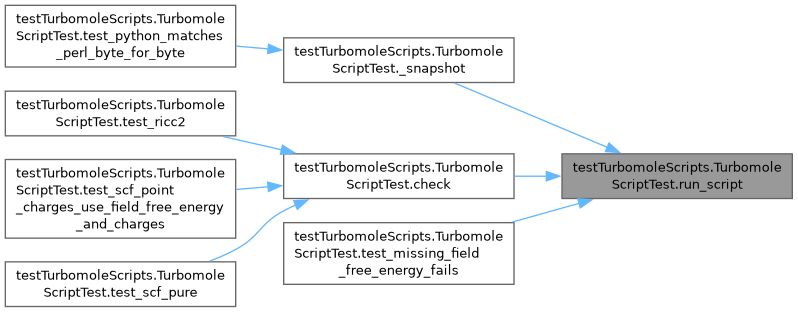 testTurbomoleScripts.Turbomole
ScriptTest.test_python_matches
_perl_byte_for_byte
testTurbomoleScripts.Turbomole
ScriptTest._snapshot
testTurbomoleScripts.Turbomole
ScriptTest.test_ricc2
testTurbomoleScripts.Turbomole
ScriptTest.check
testTurbomoleScripts.Turbomole
ScriptTest.run_script
testTurbomoleScripts.Turbomole
ScriptTest.test_scf_point
_charges_use_field_free_energy
_and_charges
testTurbomoleScripts.Turbomole
ScriptTest.test_missing_field
_free_energy_fails
testTurbomoleScripts.Turbomole
ScriptTest.test_scf_pure